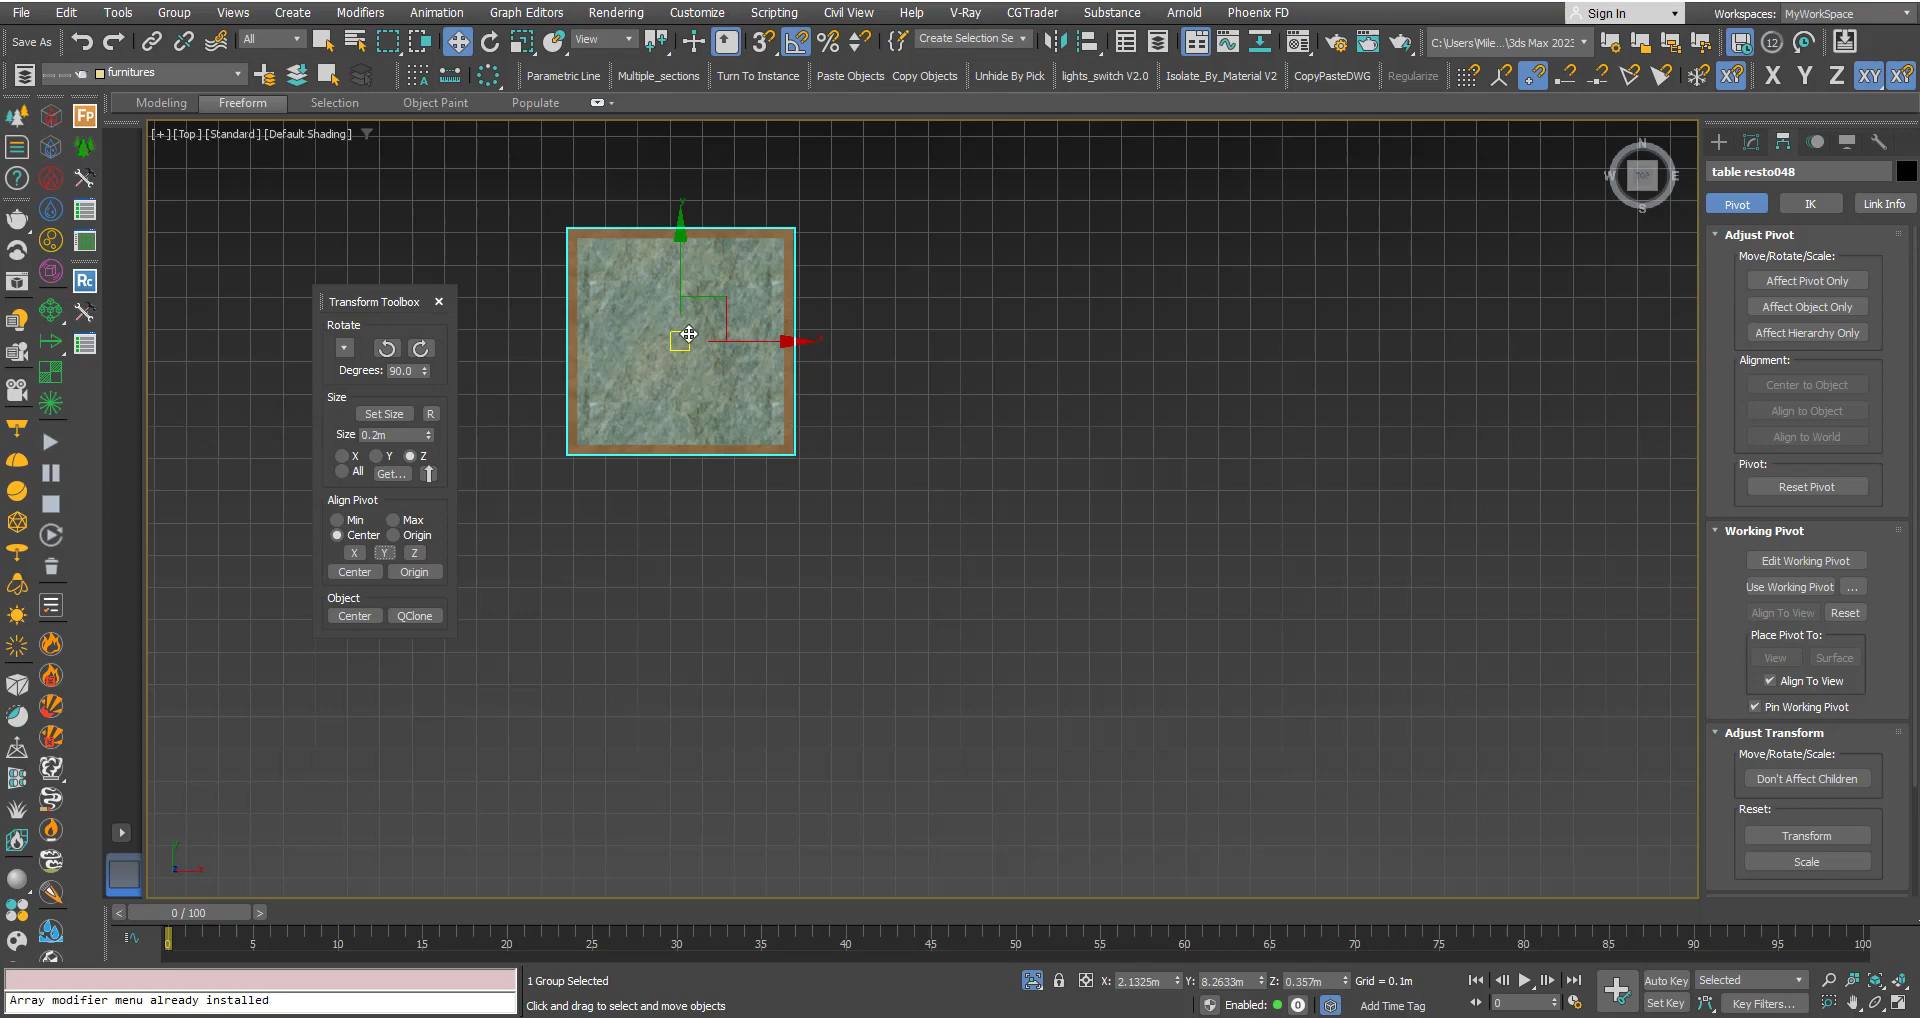 File Edit Tools Group Views Create Modifiers Animation Graph Editors Rendering Customize Scripting Civil View Help V-Ray CGTrader Substance Arnold Phoenix FD Sign In Workspaces: MyWorkSpace
Save As All View Create Selection Se C:\Users\Mile...\3ds Max 2023 12
furnitures Parametric Line Multiple_sections Turn To Instance Paste Objects Copy Objects Unhide By Pick lights_switch V2.0 Isolate_By_Material V2 CopyPasteDWG Regularize X Y Z XY
Modeling Freeform Selection Object Paint Populate
[+] [Top] [Standard] [Default Shading]
N
W TOP E
S
y
x
Transform Toolbox
Rotate
Degrees: 90.0
Size
Set Size R
Size 0.2m
X Y Z
All Get...
Align Pivot
Min Max
Center Origin
X Y Z
Center Origin
Object
Center QClone
Fp
Rc
table resto048
Pivot IK Link Info
Adjust Pivot
Move/Rotate/Scale:
Affect Pivot Only
Affect Object Only
Affect Hierarchy Only
Alignment:
Center to Object
Align to Object
Align to World
Pivot:
Reset Pivot
Working Pivot
Edit Working Pivot
Use Working Pivot ...
Align To View Reset
Place Pivot To:
View Surface
Align To View
Pin Working Pivot
Adjust Transform
Move/Rotate/Scale:
Don't Affect Children
Reset:
Transform
Scale
< 0 / 100 >
0 5 10 15 20 25 30 35 40 45 50 55 60 65 70 75 80 85 90 95 100
Array modifier menu already installed
1 Group Selected
Click and drag to select and move objects
X: 2.1325m Y: 8.2633m Z: 0.357m Grid = 0.1m
Enabled: 0 Add Time Tag
Auto Key Selected
0 Set Key Key Filters...